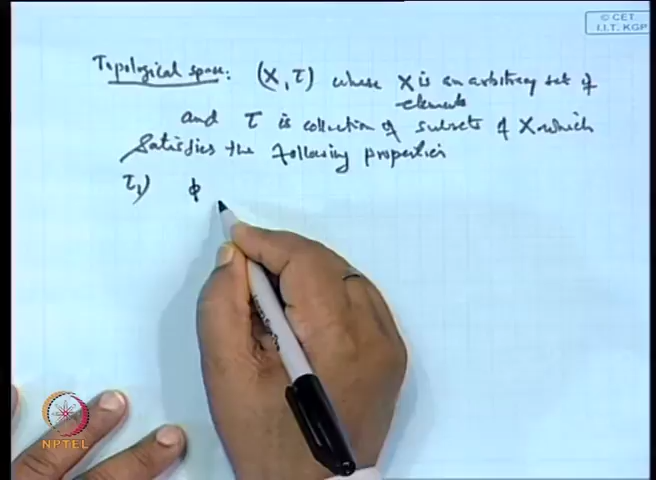 © CET
I.I.T. KGP
Topological space: (X, τ) where X is an arbitrary set of
elements
and τ is collection of subsets of X which
satisfies the following properties
τ₁) ϕ
NPTEL